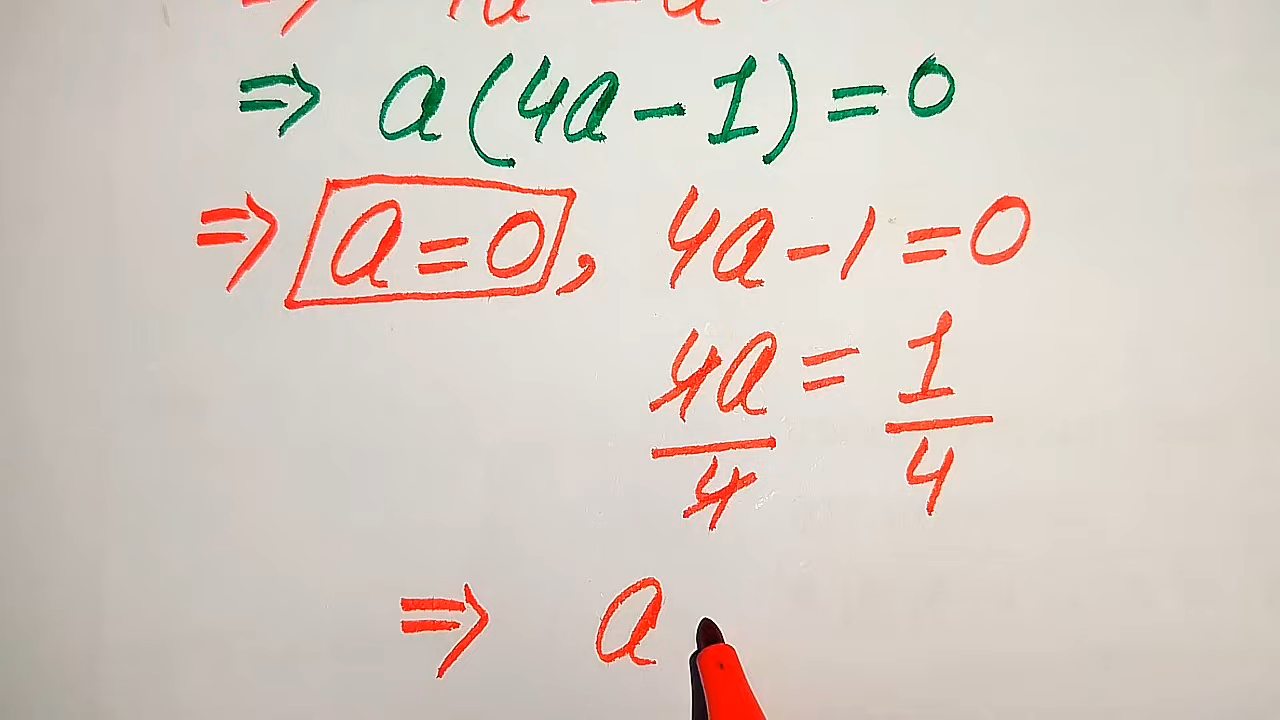 ⇒ a(4a-1)=0
⇒ a=0, 4a-1=0
4a/4 = 1/4
⇒ a